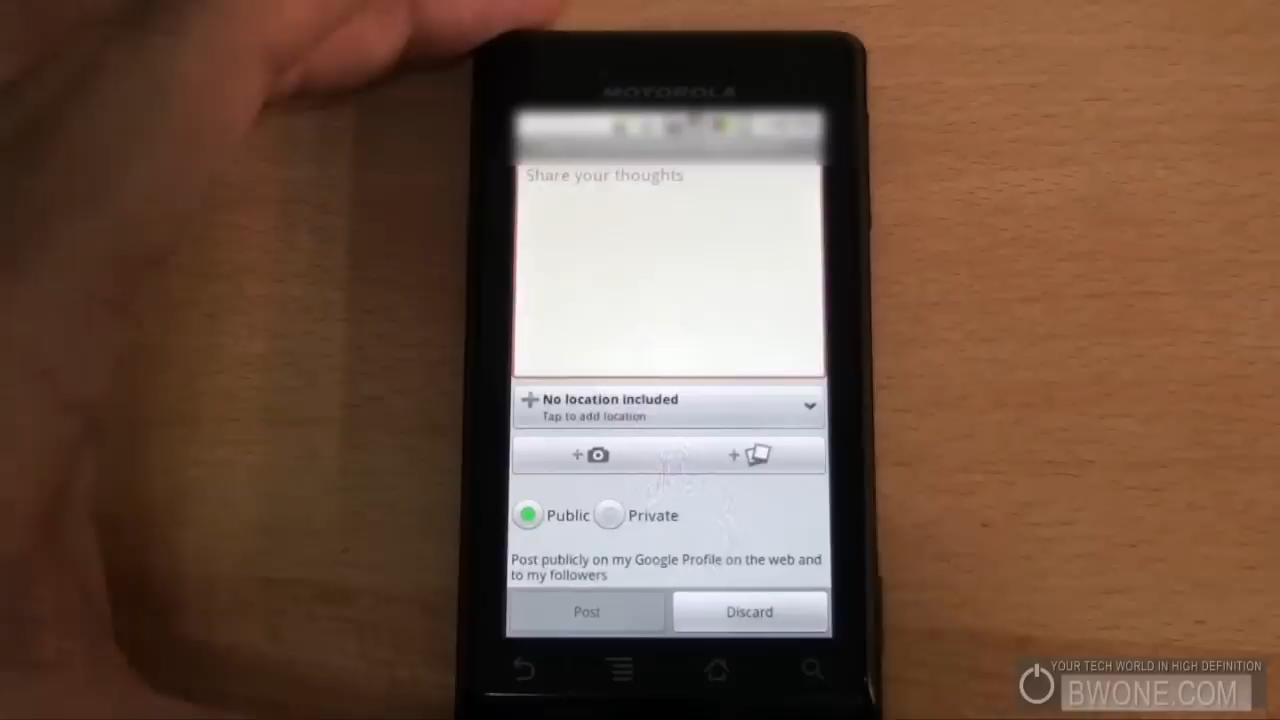 MOTOROLA
Share your thoughts
No location included
Tap to add location
Public Private
Post publicly on my Google Profile on the web and
to my followers
Post Discard
YOUR TECH WORLD IN HIGH DEFINITION
BWONE.COM